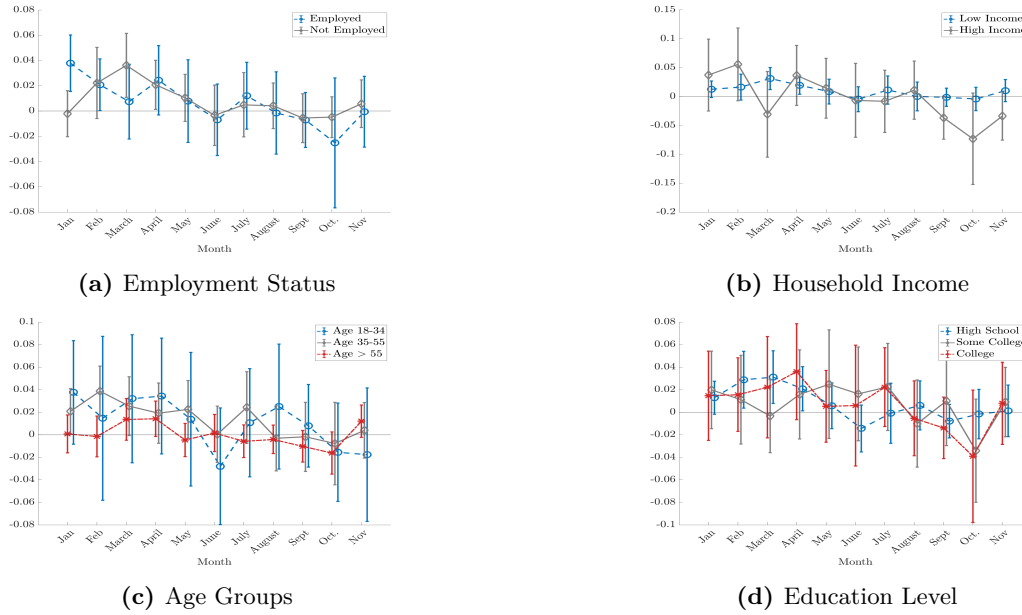 0.08
0.06
0.04
0.02
0
-0.02
-0.04
-0.06
-0.08
Employed
Not Employed
Jan Feb March April May June July August Sept Oct. Nov
Month
(a) Employment Status
0.15
0.1
0.05
0
-0.05
-0.1
-0.15
-0.2
Low Income
High Income
Jan Feb March April May June July August Sept Oct. Nov
Month
(b) Household Income
0.1
0.08
0.06
0.04
0.02
0
-0.02
-0.04
-0.06
-0.08
Age 18-34
Age 35-55
Age > 55
Jan Feb March April May June July August Sept Oct. Nov
Month
(c) Age Groups
0.08
0.06
0.04
0.02
0
-0.02
-0.04
-0.06
-0.08
-0.1
High School
Some College
College
Jan Feb March April May June July August Sept Oct. Nov
Month
(d) Education Level